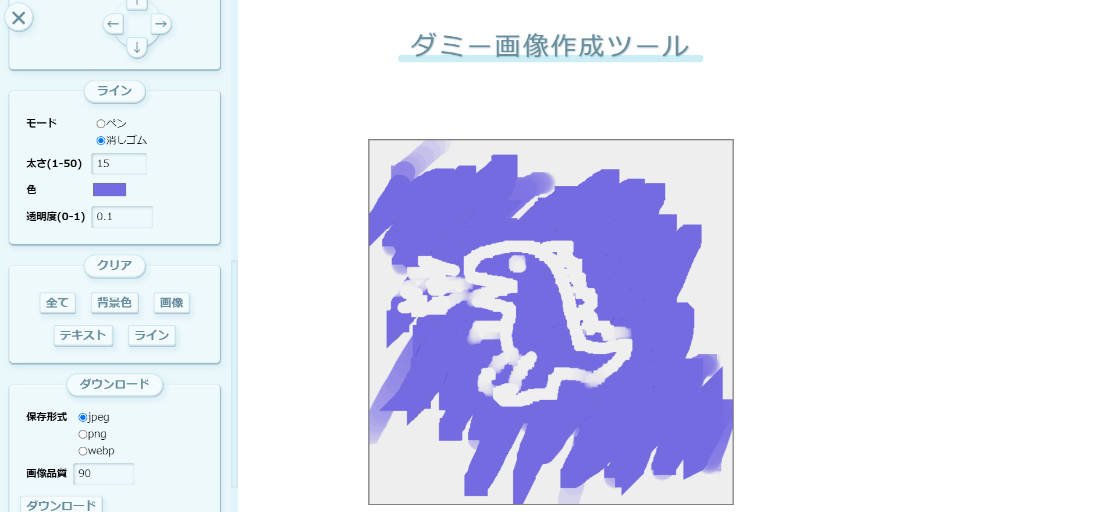 ダミー画像作成ツール
ライン
モード
ペン
消しゴム
太さ(1-50) 15
色
透明度(0-1) 0.1
クリア
全て 背景色 画像
テキスト ライン
ダウンロード
保存形式 jpeg
png
webp
画像品質 90
ダウンロード